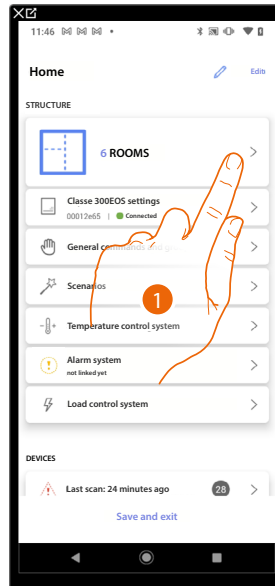 11:46
Home
Edit
STRUCTURE
6 ROOMS
Classe 300EOS settings
00012e65 | Connected
General
Scenarios
1
Temperature control system
Alarm system
not linked yet
Load control system
DEVICES
Last scan: 24 minutes ago
28
Save and exit